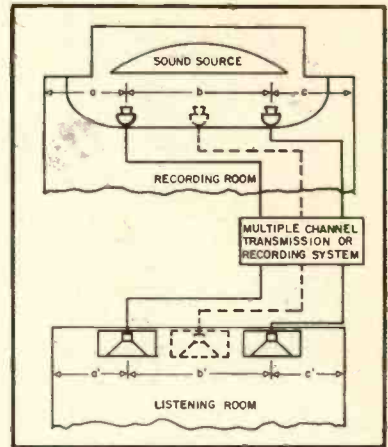 SOUND SOURCE
a b c
RECORDING ROOM
MULTIPLE CHANNEL
TRANSMISSION OR
RECORDING SYSTEM
a' b' c'
LISTENING ROOM